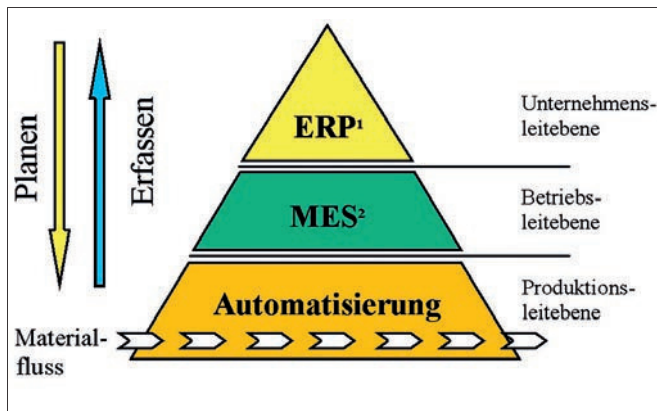 Planen
Erfassen
ERP¹
Unternehmens-
leitebene
MES²
Betriebs-
leitebene
Automatisierung
Produktions-
leitebene
Material-
fluss